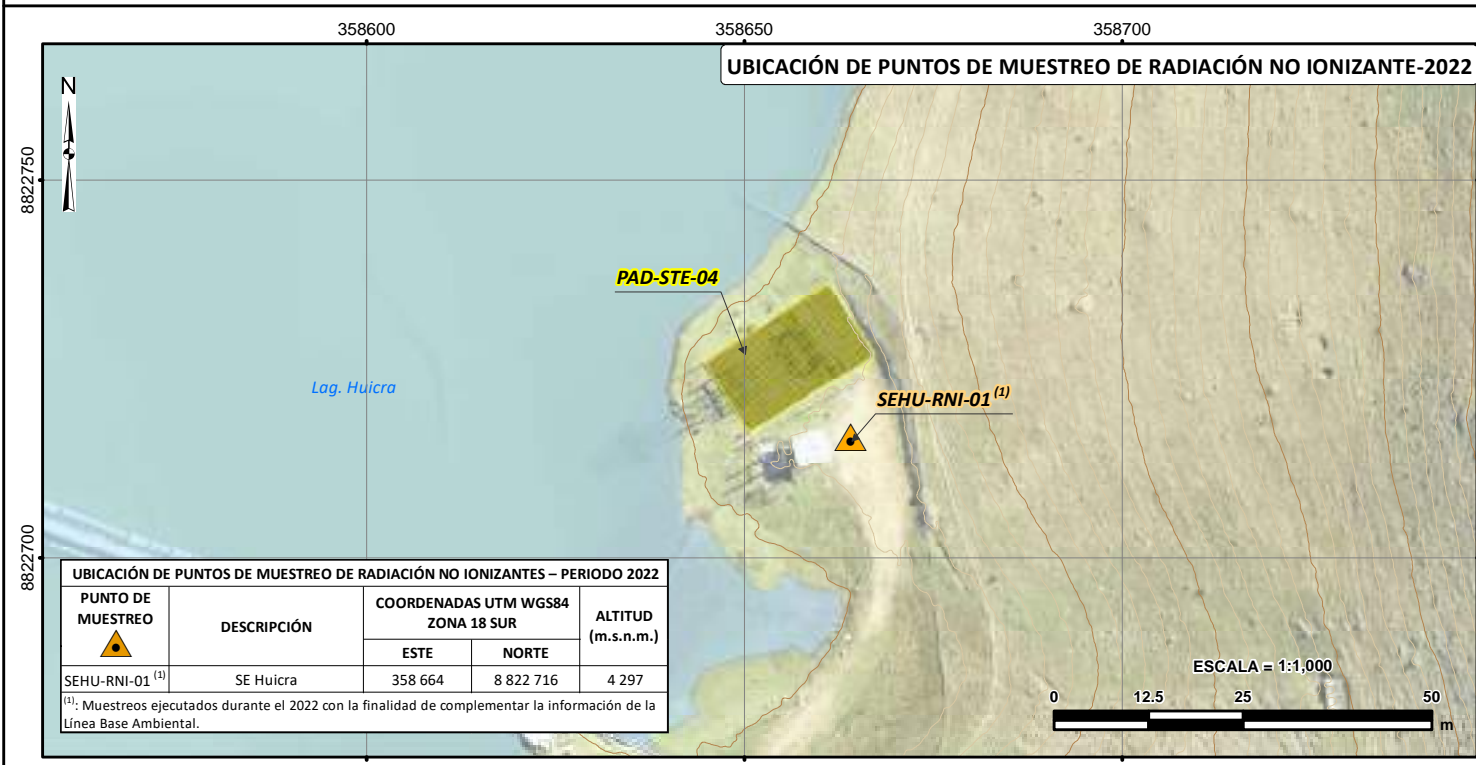 358600
358650
358700
UBICACIÓN DE PUNTOS DE MUESTREO DE RADIACIÓN NO IONIZANTE-2022
N
8822750
PAD-STE-04
Lag. Huicra
SEHU-RNI-01 (1)
8822700
UBICACIÓN DE PUNTOS DE MUESTREO DE RADIACIÓN NO IONIZANTES – PERIODO 2022
PUNTO DE
MUESTREO
DESCRIPCIÓN
COORDENADAS UTM WGS84
ZONA 18 SUR
ALTITUD
(m.s.n.m.)
ESTE
NORTE
SEHU-RNI-01 (1)
SE Huicra
358 664
8 822 716
4 297
(1): Muestreos ejecutados durante el 2022 con la finalidad de complementar la información de la
Línea Base Ambiental.
ESCALA = 1:1,000
0
12.5
25
50
m